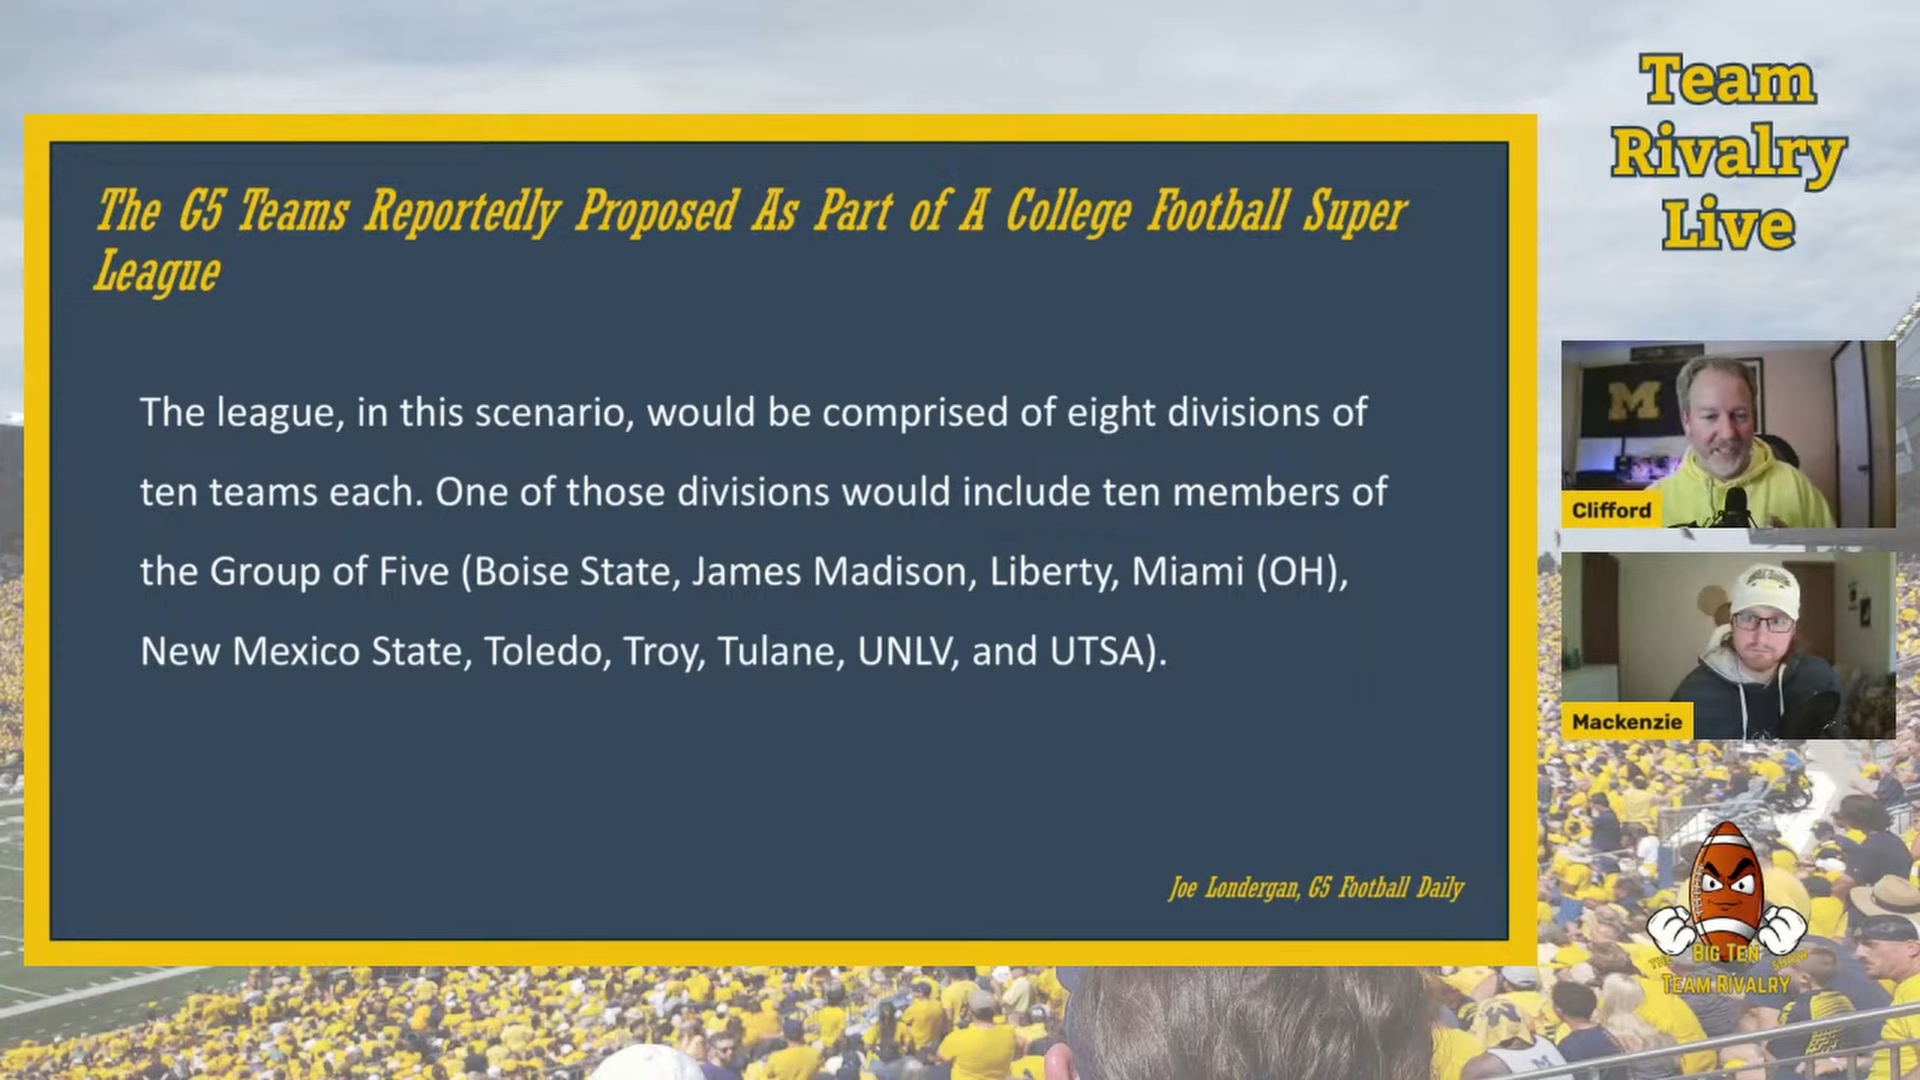 The G5 Teams Reportedly Proposed As Part of A College Football Super
League
The league, in this scenario, would be comprised of eight divisions of
ten teams each. One of those divisions would include ten members of
the Group of Five (Boise State, James Madison, Liberty, Miami (OH),
New Mexico State, Toledo, Troy, Tulane, UNLV, and UTSA).
Joe Londergan, G5 Football Daily
Team
Rivalry
Live
M
Clifford
Mackenzie
THE BIG TEN SHOW
TEAM RIVALRY